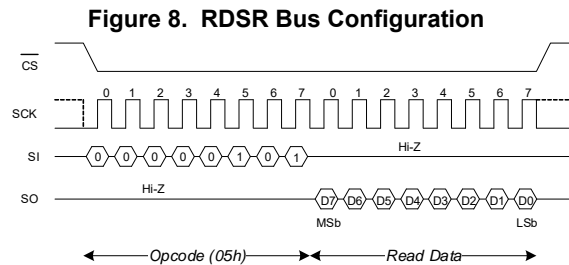 Figure 8. RDSR Bus Configuration
CS
0 1 2 3 4 5 6 7 0 1 2 3 4 5 6 7
SCK
SI 0 0 0 0 0 1 0 1 Hi-Z
SO Hi-Z D7 D6 D5 D4 D3 D2 D1 D0
MSb LSb
Opcode (05h) Read Data